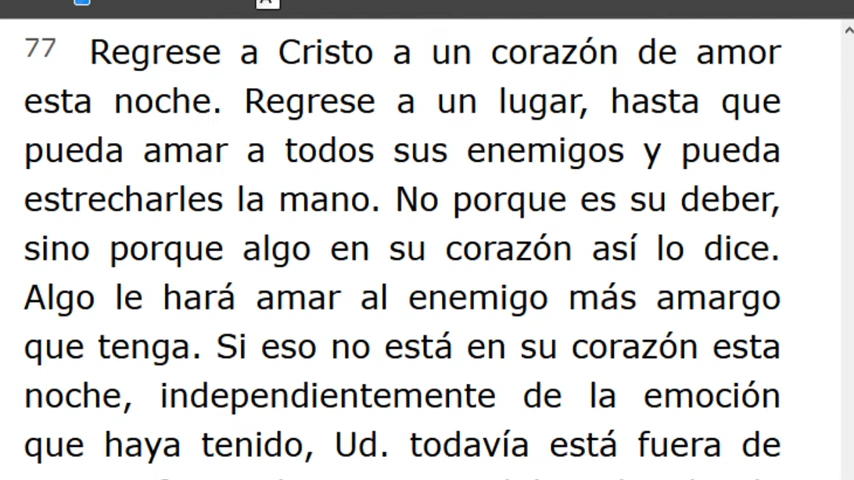 77 Regrese a Cristo a un corazón de amor
esta noche. Regrese a un lugar, hasta que
pueda amar a todos sus enemigos y pueda
estrecharles la mano. No porque es su deber,
sino porque algo en su corazón así lo dice.
Algo le hará amar al enemigo más amargo
que tenga. Si eso no está en su corazón esta
noche, independientemente de la emoción
que haya tenido, Ud. todavía está fuera de